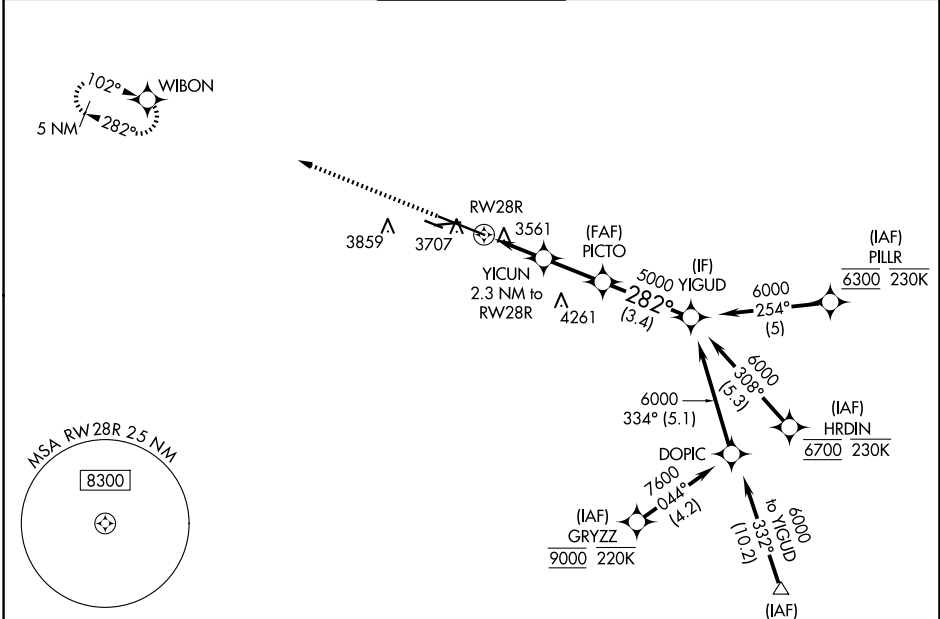 102°
WIBON
5 NM
282°
RW28R
3859
3707
3561
YICUN
2.3 NM to
RW28R
4261
(FAF)
PICTO
5000
282°
(3.4)
(IF)
YIGUD
6000
254°
(5)
(IAF)
PILLR
6300 230K
6000
308°
(5.3)
(IAF)
HRDIN
6700 230K
6000
334° (5.1)
DOPIC
7600
044°
(4.2)
(IAF)
GRYZZ
9000 220K
6000
to YIGUD
332°
(10.2)
(IAF)
MSA RW28R 25 NM
8300